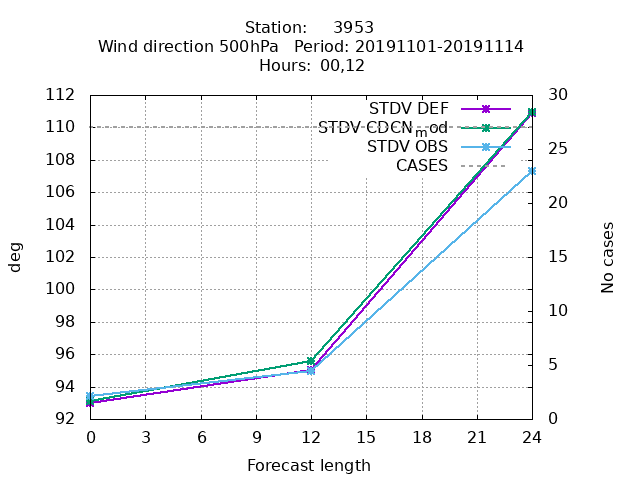 Station: 3953
Wind direction 500hPa Period: 20191101-20191114
Hours: 00,12
112
110
108
106
104
102
100
98
96
94
92
deg
30
25
20
15
10
5
0
No cases
STDV DEF
STDV CDCN_mod
STDV OBS
CASES
0 3 6 9 12 15 18 21 24
Forecast length